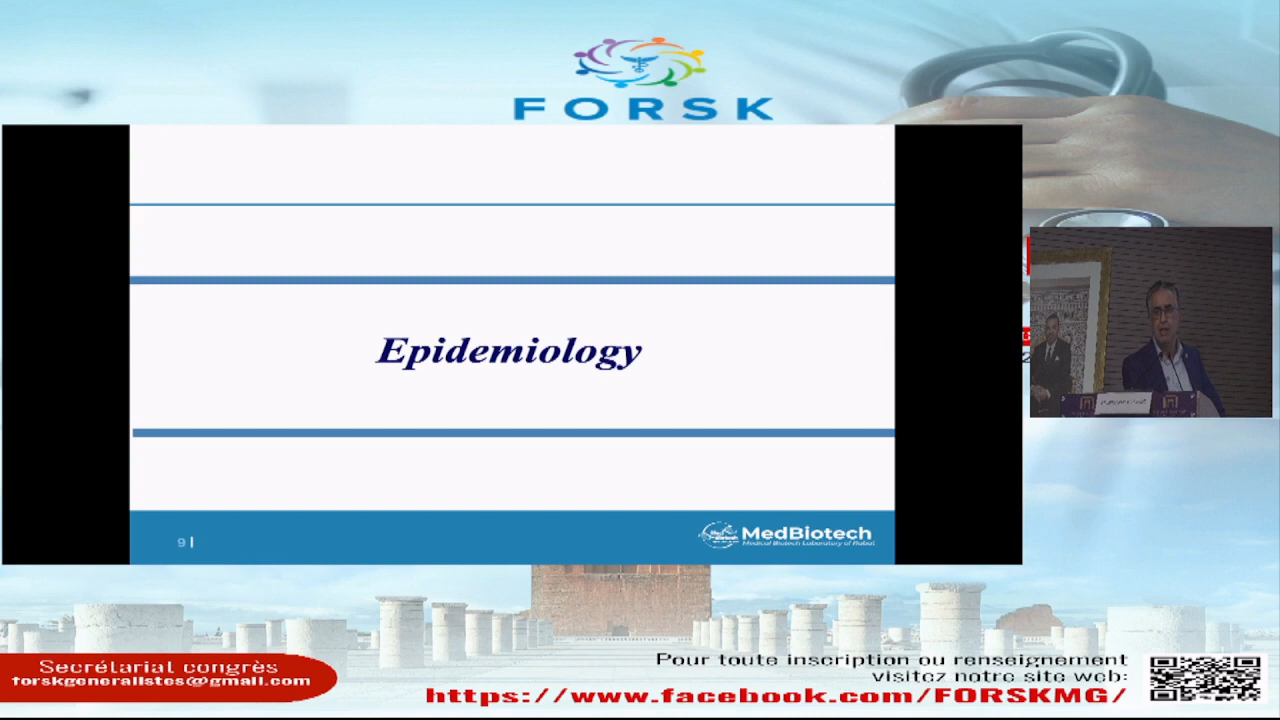 FORSK
Epidemiology
9 |
MedBiotech
Medical Biotech Laboratory of Rabat
Secrétarial congrès
forskgeneralistes@gmail.com
Pour toute inscription ou renseignement
visitez notre site web:
https://www.facebook.com/FORSKMG/